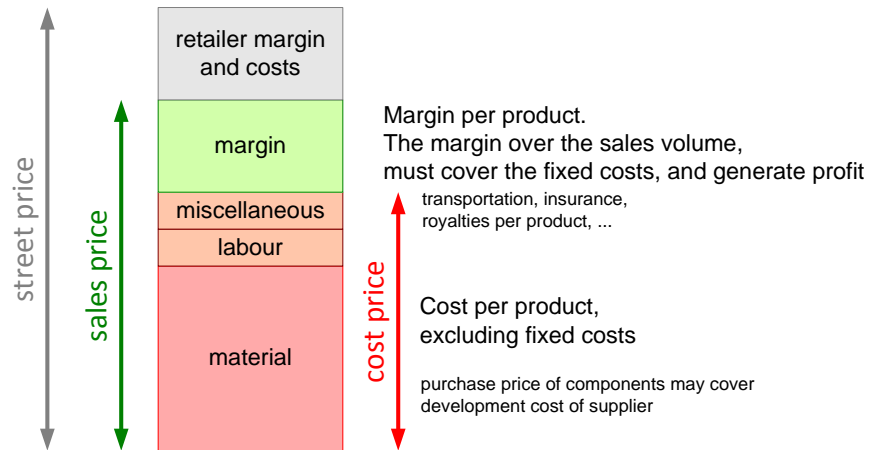 street price
sales price
retailer margin
and costs
margin
miscellaneous
labour
material
cost price
Margin per product.
The margin over the sales volume,
must cover the fixed costs, and generate profit
transportation, insurance,
royalties per product, ...
Cost per product,
excluding fixed costs
purchase price of components may cover
development cost of supplier